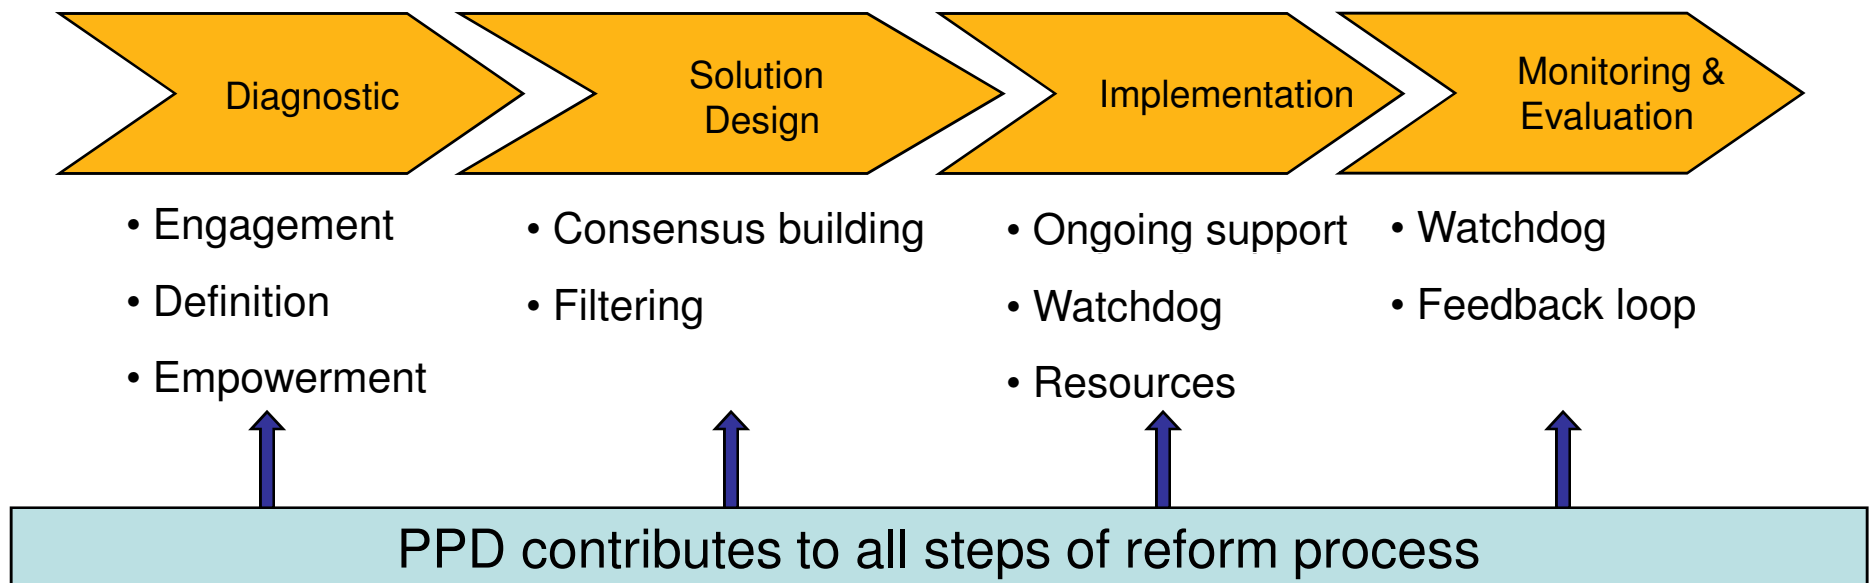 Diagnostic
Solution
Design
Implementation
Monitoring &
Evaluation
• Engagement
• Definition
• Empowerment
• Consensus building
• Filtering
• Ongoing support
• Watchdog
• Resources
• Watchdog
• Feedback loop
PPD contributes to all steps of reform process